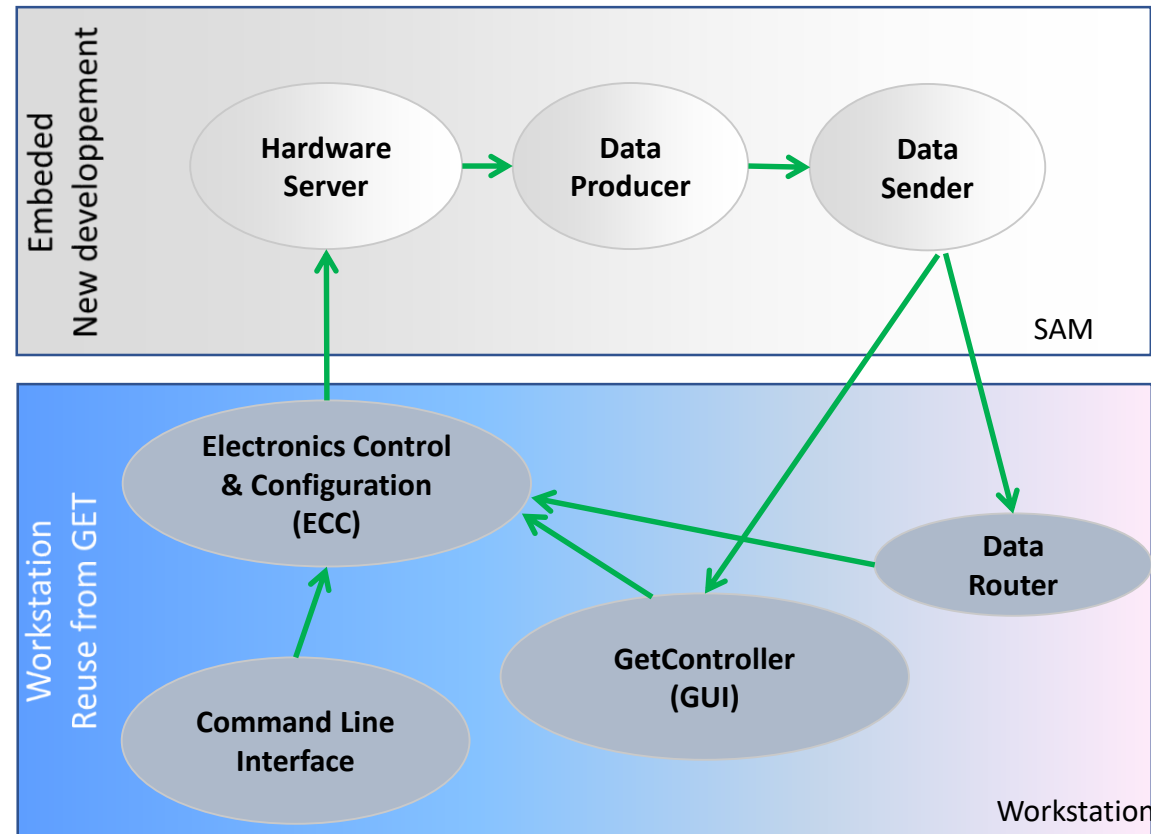 Embeded
New developpement
Hardware
Server
Data
Producer
Data
Sender
SAM
Workstation
Reuse from GET
Electronics Control
& Configuration
(ECC)
Data
Router
GetController
(GUI)
Command Line
Interface
Workstation